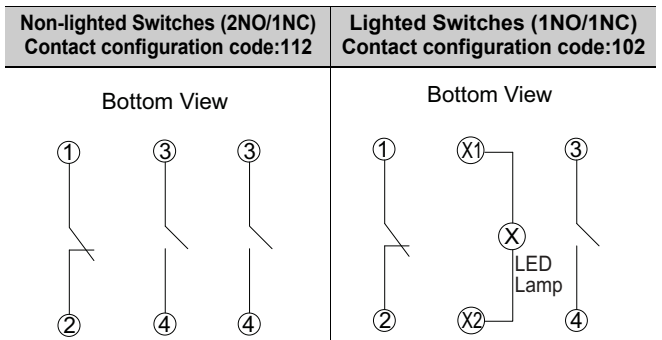 Non-lighted Switches (2NO/1NC)
Contact configuration code:112
Bottom View
1 3 3
2 4 4
Lighted Switches (1NO/1NC)
Contact configuration code:102
Bottom View
1 X1 3
X
LED
Lamp
2 X2 4